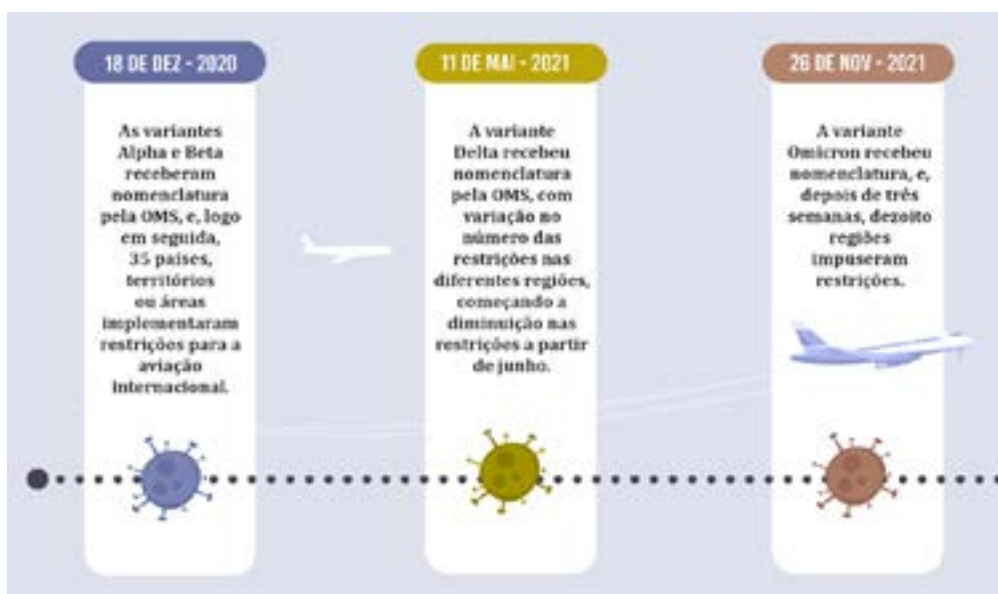 18 DE DEZ - 2020
As variantes
Alpha e Beta
receberam
nomenclatura
pela OMS, e, logo
em seguida,
35 países,
territórios
ou áreas
implementaram
restrições para a
aviação
internacional.
11 DE MAI - 2021
A variante
Delta recebeu
nomenclatura
pela OMS, com
variação no
número das
restrições nas
diferentes regiões,
começando a
diminuição nas
restrições a partir
de junho.
26 DE NOV - 2021
A variante
Omicron recebeu
nomenclatura, e,
depois de três
semanas, dezoito
regiões
impuseram
restrições.